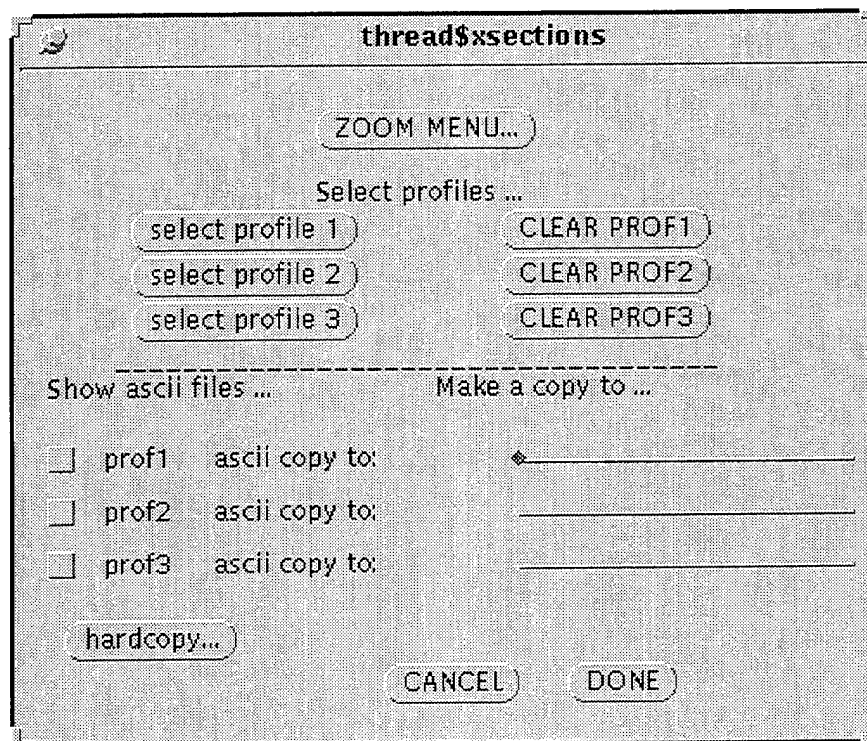 thread$xsections
ZOOM MENU...
Select profiles ...
select profile 1 CLEAR PROF1
select profile 2 CLEAR PROF2
select profile 3 CLEAR PROF3
Show ascii files ... Make a copy to ...
prof1 ascii copy to:
prof2 ascii copy to:
prof3 ascii copy to:
hardcopy...
CANCEL DONE